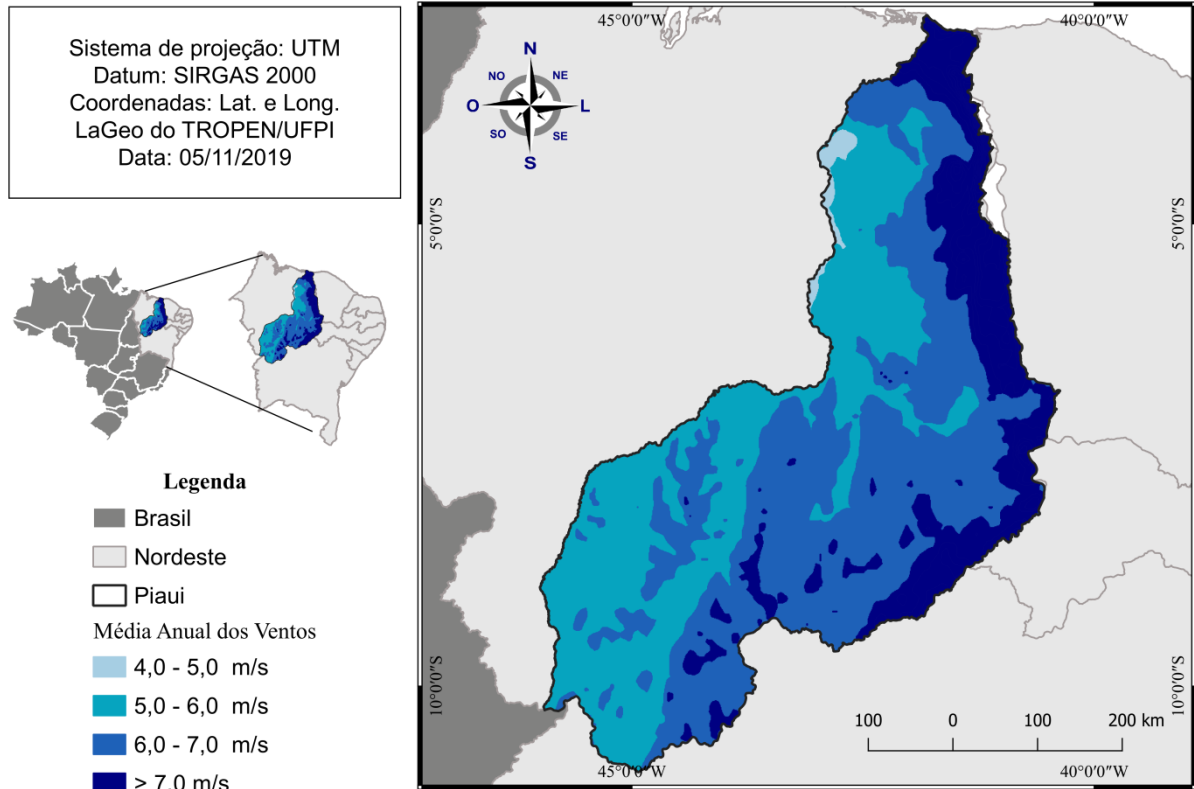 Sistema de projeção: UTM
Datum: SIRGAS 2000
Coordenadas: Lat. e Long.
LaGeo do TROPEN/UFPI
Data: 05/11/2019
45°0'0"W
40°0'0"W
N
NO
NE
O
L
SO
SE
S
5°0'0"S
5°0'0"S
Legenda
Brasil
Nordeste
Piaui
Média Anual dos Ventos
4,0 - 5,0 m/s
5,0 - 6,0 m/s
6,0 - 7,0 m/s
> 7,0 m/s
10°0'0"S
10°0'0"S
100 0 100 200 km
45°0'0"W
40°0'0"W